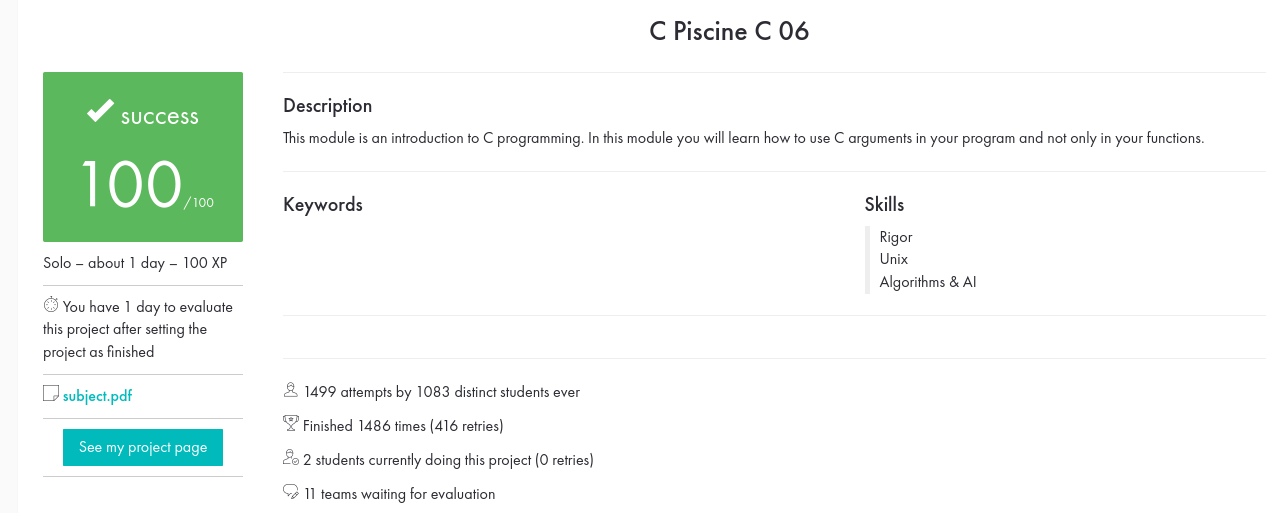 C Piscine C 06
success
100/100
Solo – about 1 day – 100 XP
You have 1 day to evaluate
this project after setting the
project as finished
subject.pdf
See my project page
Description
This module is an introduction to C programming. In this module you will learn how to use C arguments in your program and not only in your functions.
Keywords
Skills
Rigor
Unix
Algorithms & AI
1499 attempts by 1083 distinct students ever
Finished 1486 times (416 retries)
2 students currently doing this project (0 retries)
11 teams waiting for evaluation